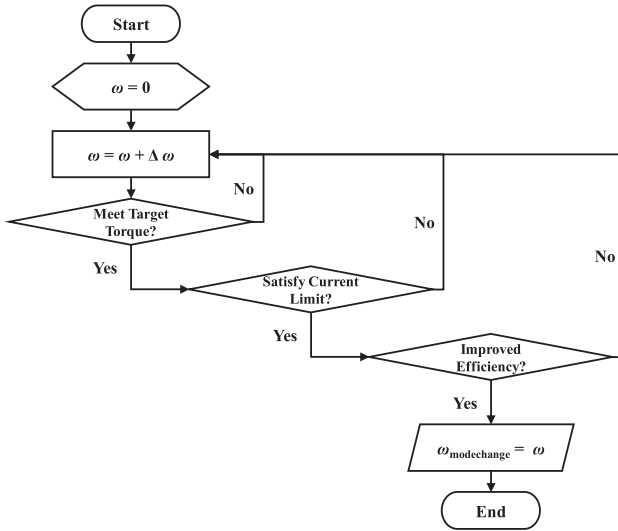 Start
ω = 0
ω = ω + Δ ω
No
Meet Target
Torque?
No
Yes
Satisfy Current
Limit?
No
Yes
Improved
Efficiency?
Yes
ωmodechange = ω
End